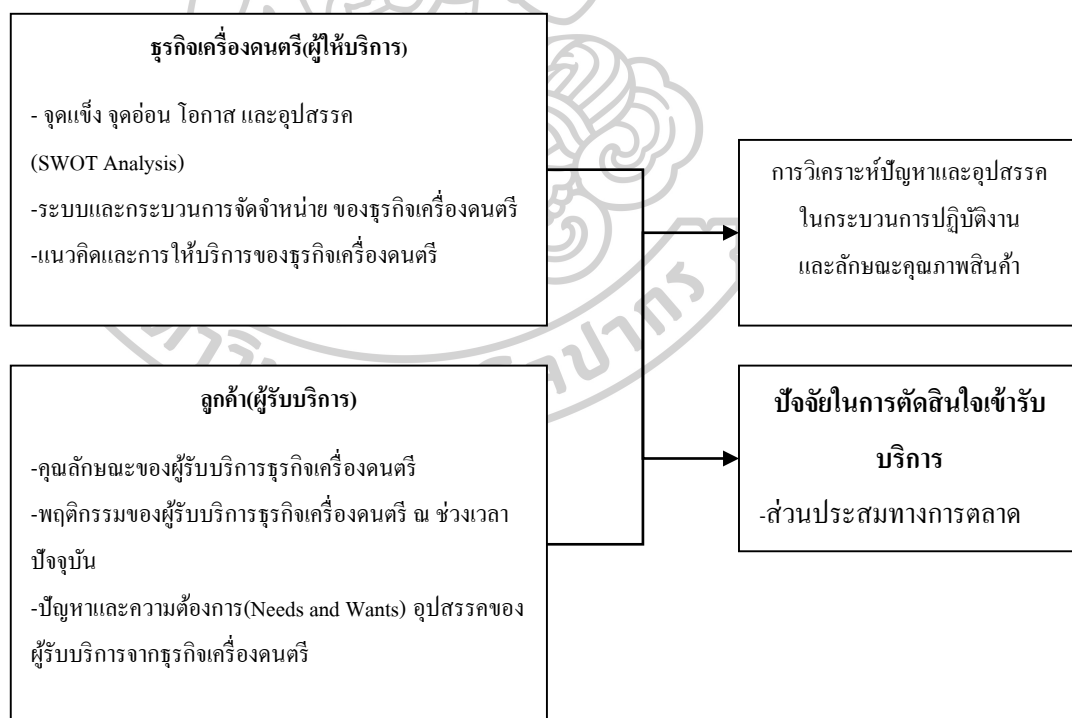 ธุรกิจเครื่องดนตรี(ผู้ให้บริการ)
- จุดแข็ง จุดอ่อน โอกาส และอุปสรรค
(SWOT Analysis)
-ระบบและกระบวนการจัดจำหน่าย ของธุรกิจเครื่องดนตรี
-แนวคิดและการให้บริการของธุรกิจเครื่องดนตรี
การวิเคราะห์ปัญหาและอุปสรรค
ในกระบวนการปฏิบัติงาน
และลักษณะคุณภาพสินค้า
ลูกค้า(ผู้รับบริการ)
-คุณลักษณะของผู้รับบริการธุรกิจเครื่องดนตรี
-พฤติกรรมของผู้รับบริการธุรกิจเครื่องดนตรี ณ ช่วงเวลา
ปัจจุบัน
-ปัญหาและความต้องการ(Needs and Wants) อุปสรรคของ
ผู้รับบริการจากธุรกิจเครื่องดนตรี
ปัจจัยในการตัดสินใจเข้ารับ
บริการ
-ส่วนประสมทางการตลาด